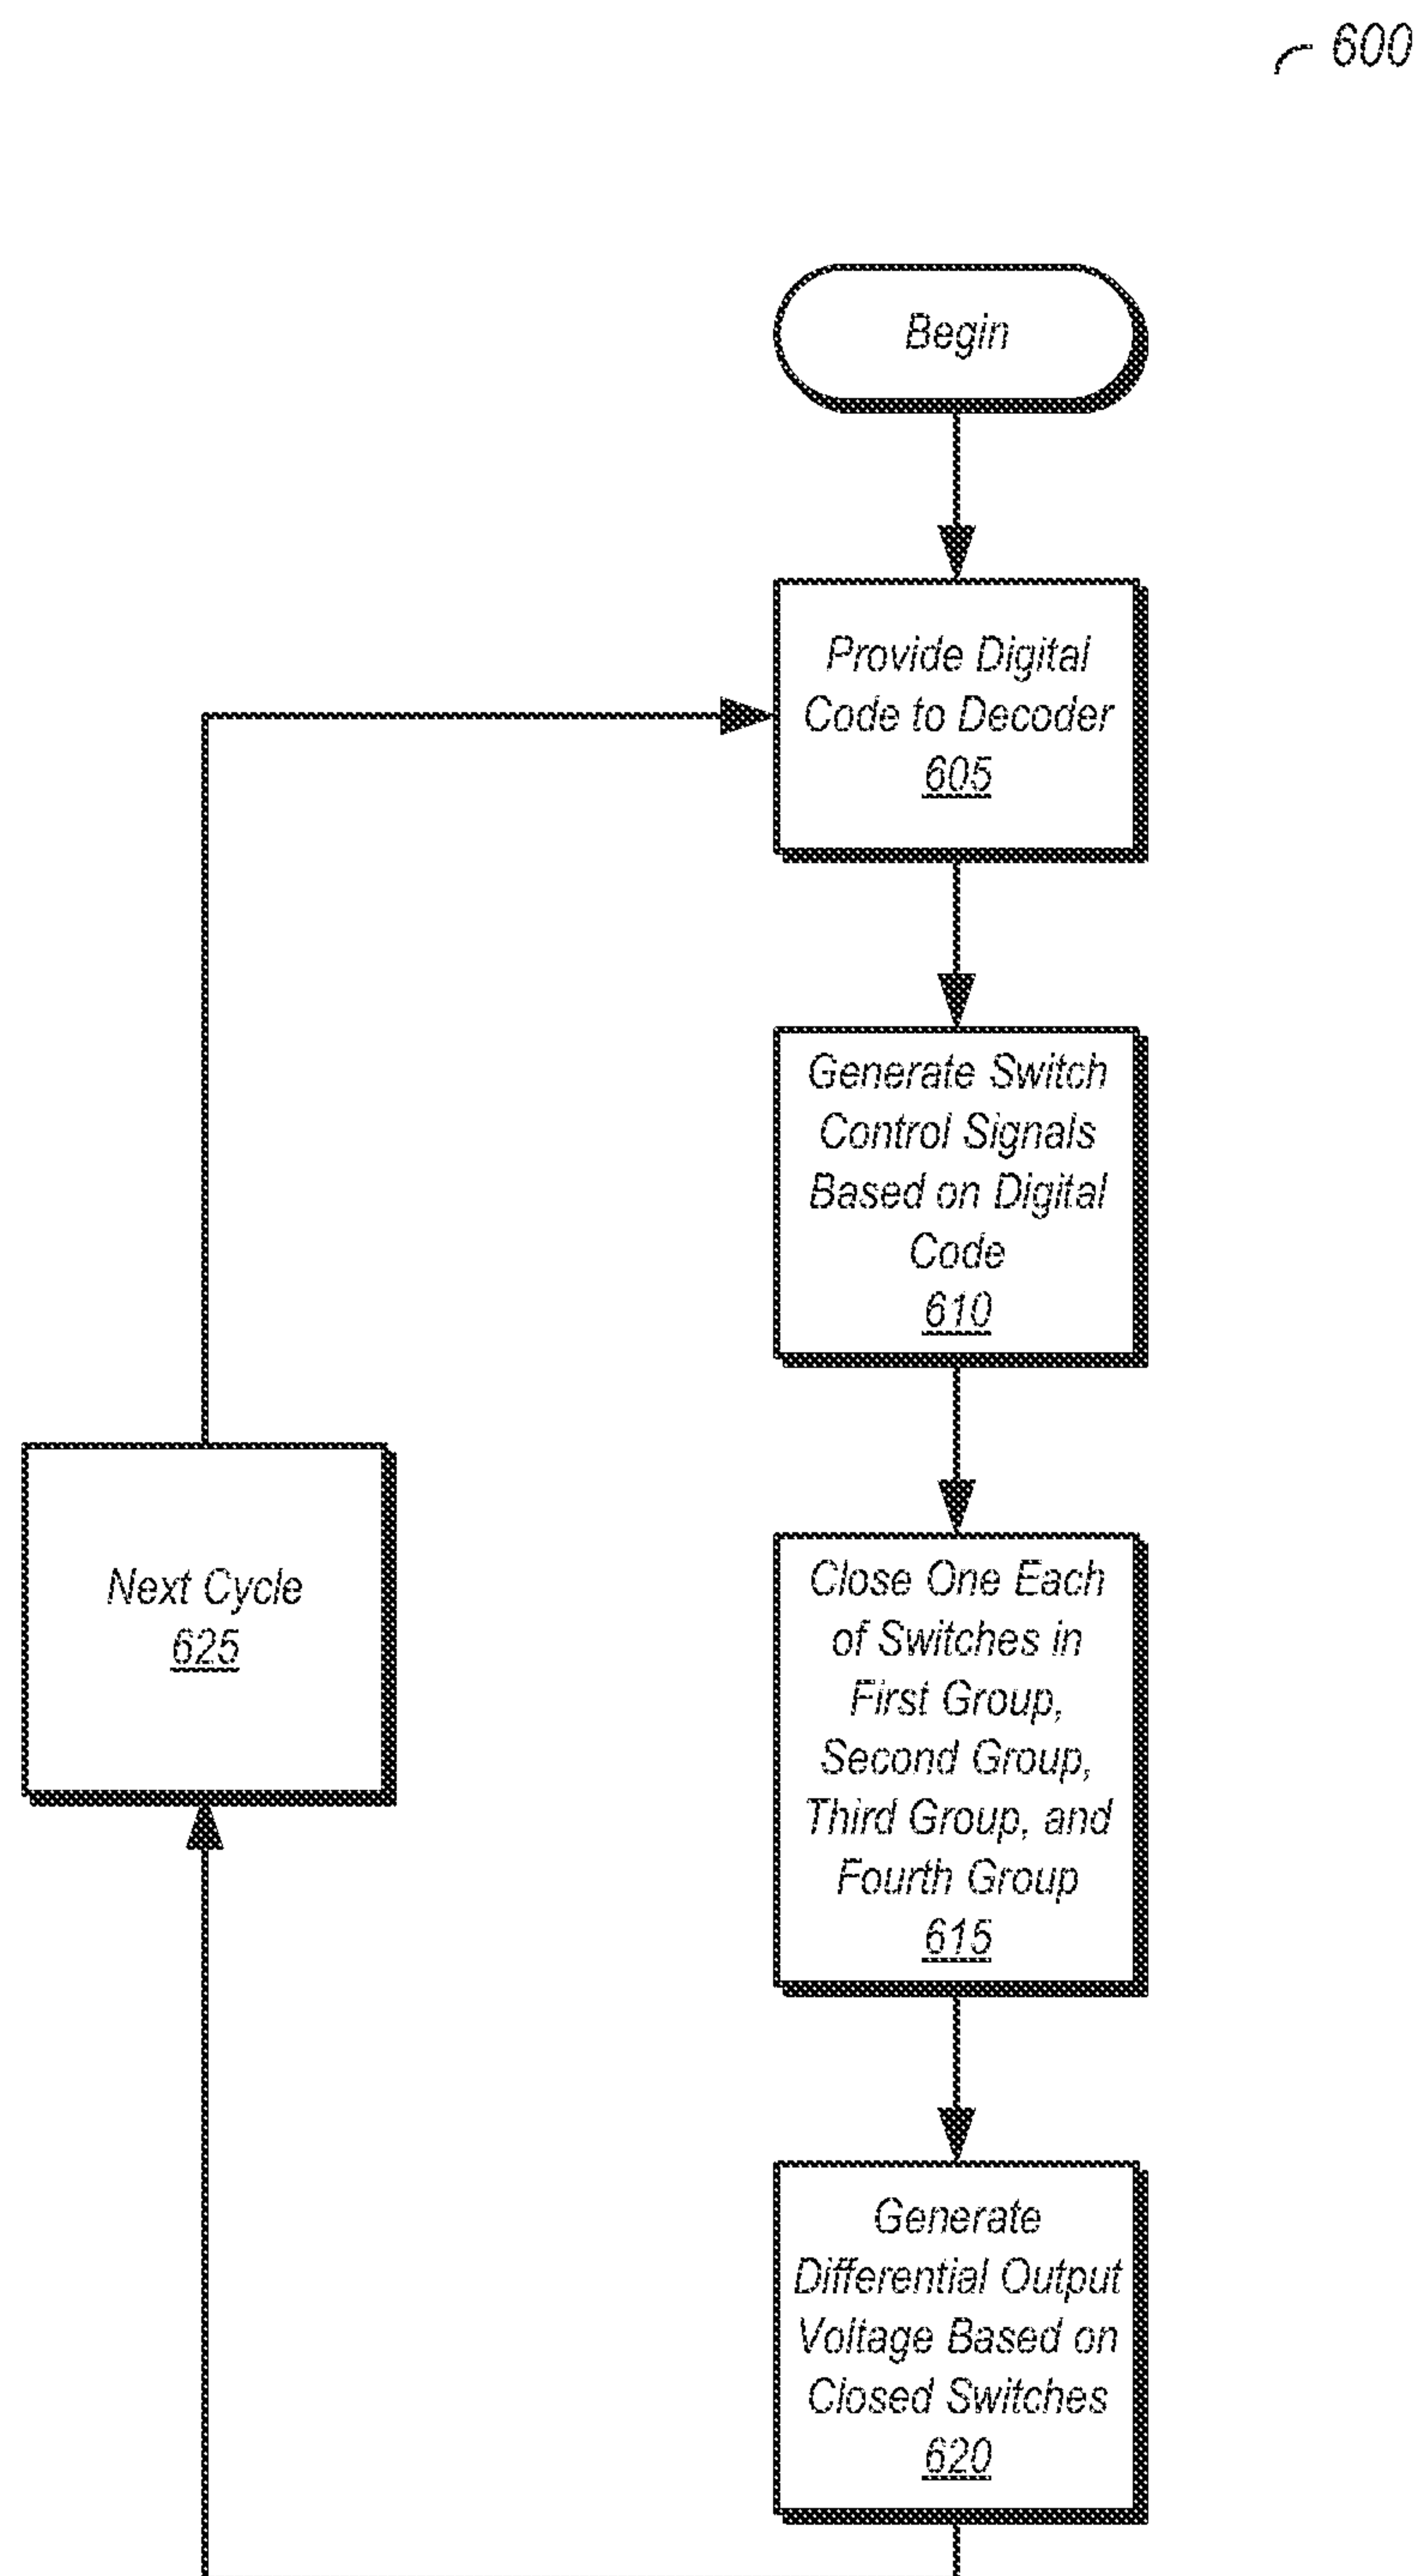 600
Begin
Provide Digital
Code to Decoder
605
Generate Switch
Control Signals
Based on Digital
Code
610
Close One Each
of Switches in
First Group,
Second Group,
Third Group, and
Fourth Group
615
Next Cycle
625
Generate
Differential Output
Voltage Based on
Closed Switches
620